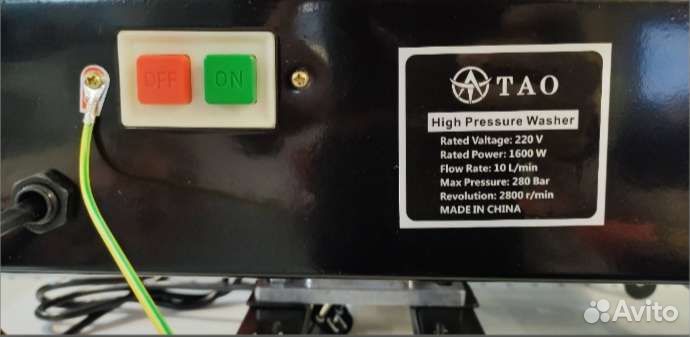 OFF ON
TAO
High Pressure Washer
Rated Valtage: 220 V
Rated Power: 1600 W
Flow Rate: 10 L/min
Max Pressure: 280 Bar
Revolution: 2800 r/min
MADE IN CHINA
Avito